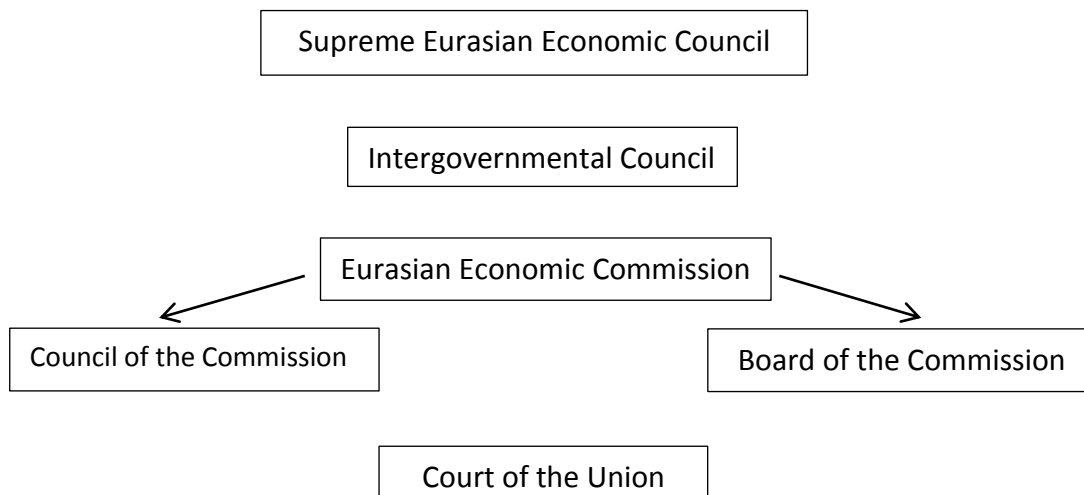 Supreme Eurasian Economic Council
Intergovernmental Council
Eurasian Economic Commission
Council of the Commission
Board of the Commission
Court of the Union